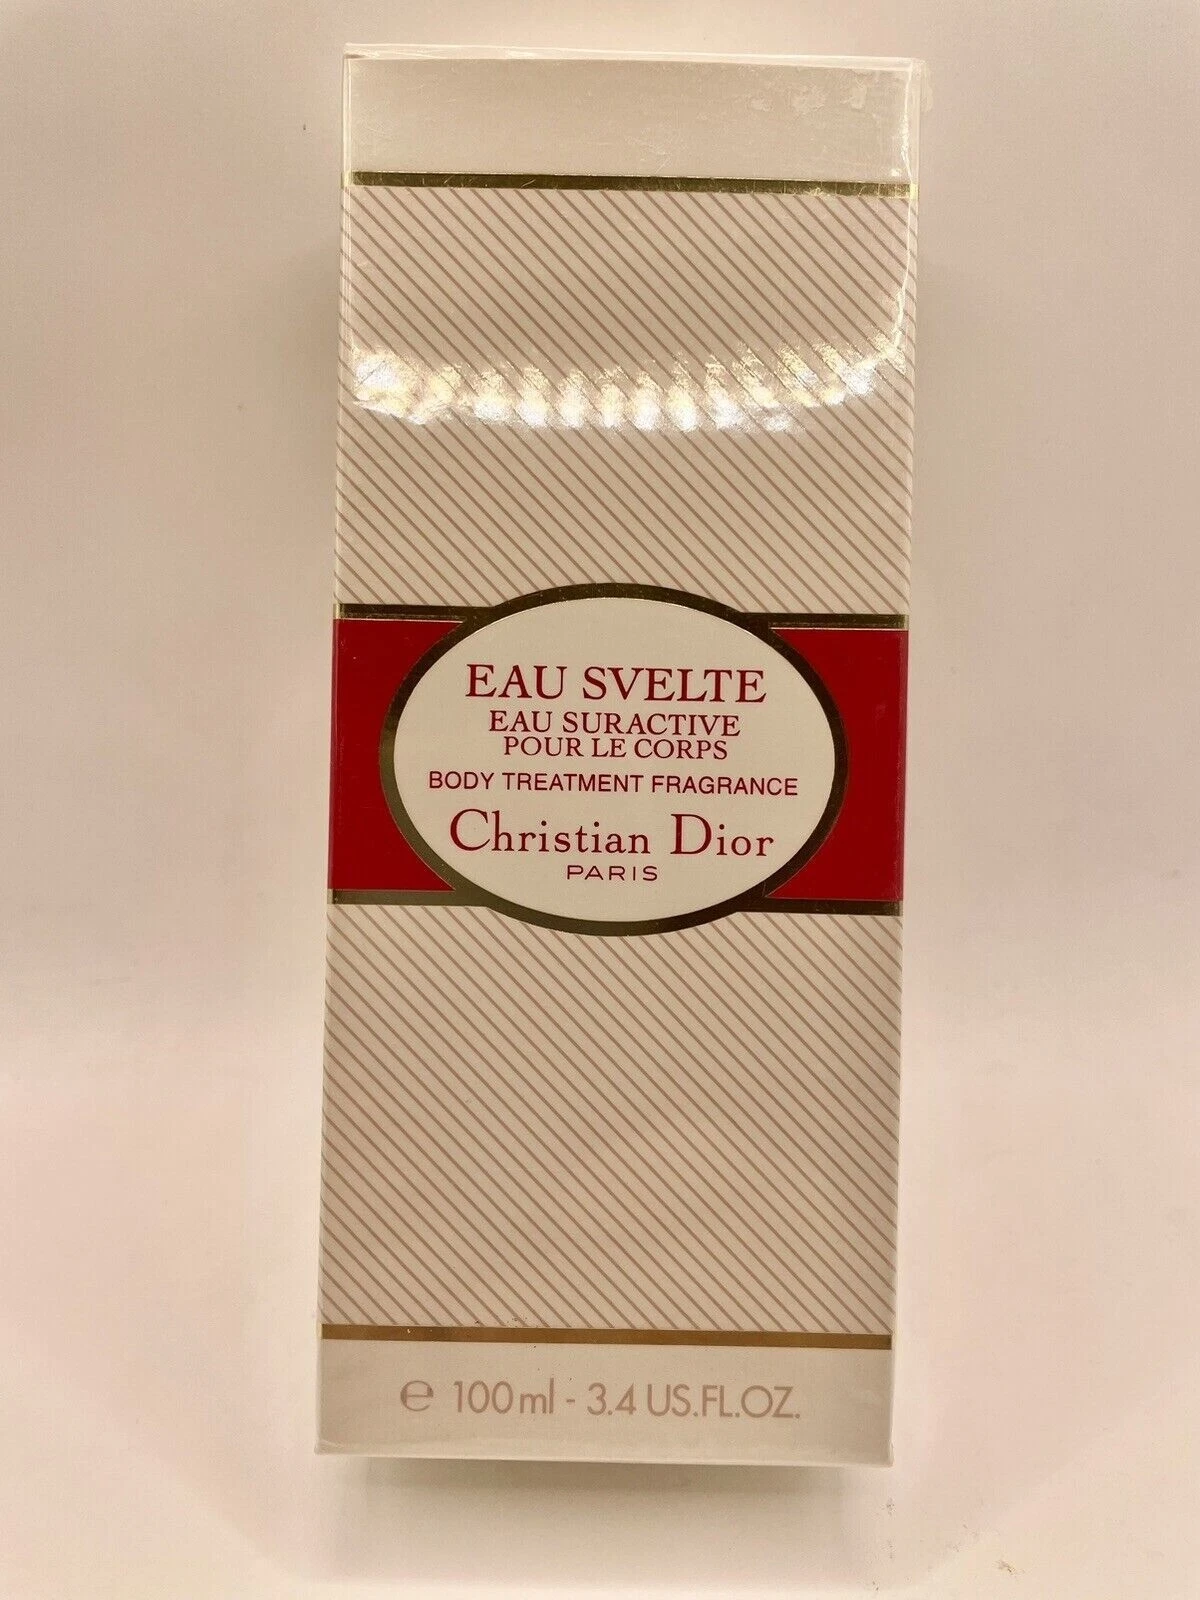 EAU SVELTE
EAU SURACTIVE
POUR LE CORPS
BODY TREATMENT FRAGRANCE
Christian Dior
PARIS
℮ 100ml - 3.4 US.FL.OZ.